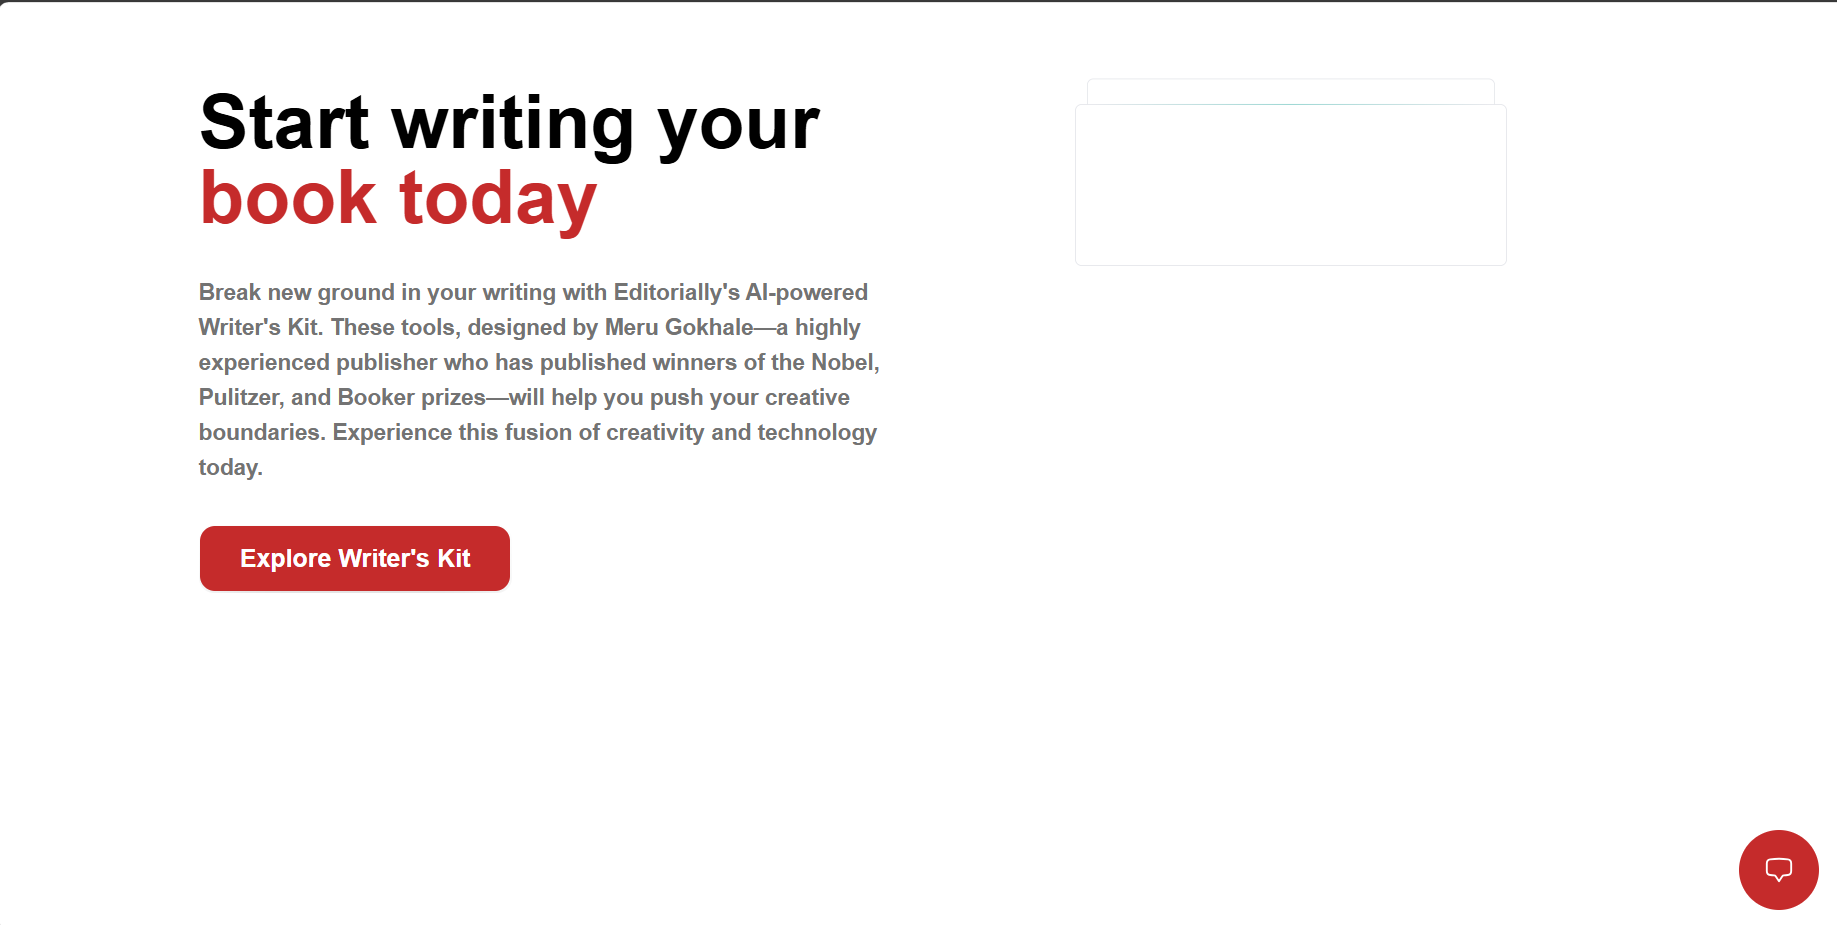 Start writing your
book today
Break new ground in your writing with Editorially's AI-powered
Writer's Kit. These tools, designed by Meru Gokhale—a highly
experienced publisher who has published winners of the Nobel,
Pulitzer, and Booker prizes—will help you push your creative
boundaries. Experience this fusion of creativity and technology
today.
Explore Writer's Kit